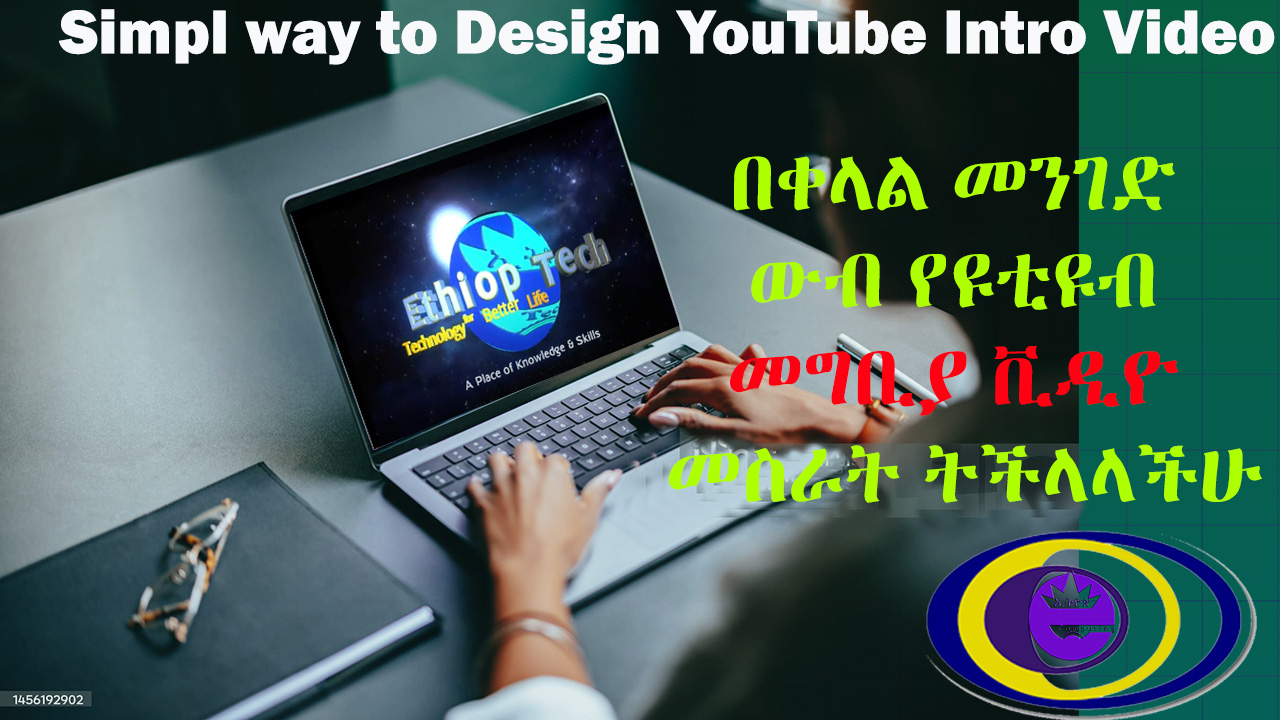 Simpl way to Design YouTube Intro Video
በቀላል መንገድ
ውብ የዩቲዩብ
መግቢያ ቪዲዮ
መስራት ትችላላችሁ
Ethiop Tech
Technology for Better Life
A Place of Knowledge & Skills
1456192902